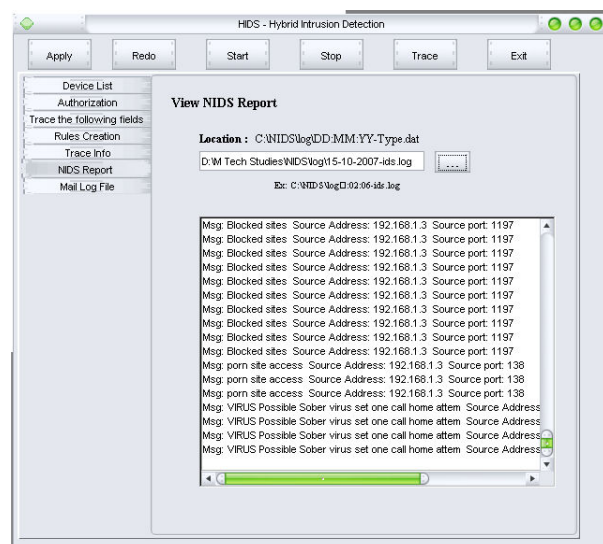 HIDS - Hybrid Intrusion Detection
Apply Redo Start Stop Trace Exit
Device List
Authorization
Trace the following fields
Rules Creation
Trace Info
NIDS Report
Mail Log File
View NIDS Report
Location : C:\NIDS\log\DD:MM:YY-Type.dat
D:\M Tech Studies\NIDS\log\15-10-2007-ids.log ...
Ex: C:\NIDS\log□:02:06-ids.log
Msg: Blocked sites Source Address: 192.168.1.3 Source port: 1197
Msg: Blocked sites Source Address: 192.168.1.3 Source port: 1197
Msg: Blocked sites Source Address: 192.168.1.3 Source port: 1197
Msg: Blocked sites Source Address: 192.168.1.3 Source port: 1197
Msg: Blocked sites Source Address: 192.168.1.3 Source port: 1197
Msg: Blocked sites Source Address: 192.168.1.3 Source port: 1197
Msg: Blocked sites Source Address: 192.168.1.3 Source port: 1197
Msg: Blocked sites Source Address: 192.168.1.3 Source port: 1197
Msg: Blocked sites Source Address: 192.168.1.3 Source port: 1197
Msg: Blocked sites Source Address: 192.168.1.3 Source port: 1197
Msg: porn site access Source Address: 192.168.1.3 Source port: 138
Msg: porn site access Source Address: 192.168.1.3 Source port: 138
Msg: porn site access Source Address: 192.168.1.3 Source port: 138
Msg: VIRUS Possible Sober virus set one call home attem Source Address
Msg: VIRUS Possible Sober virus set one call home attem Source Address
Msg: VIRUS Possible Sober virus set one call home attem Source Address
Msg: VIRUS Possible Sober virus set one call home attem Source Address